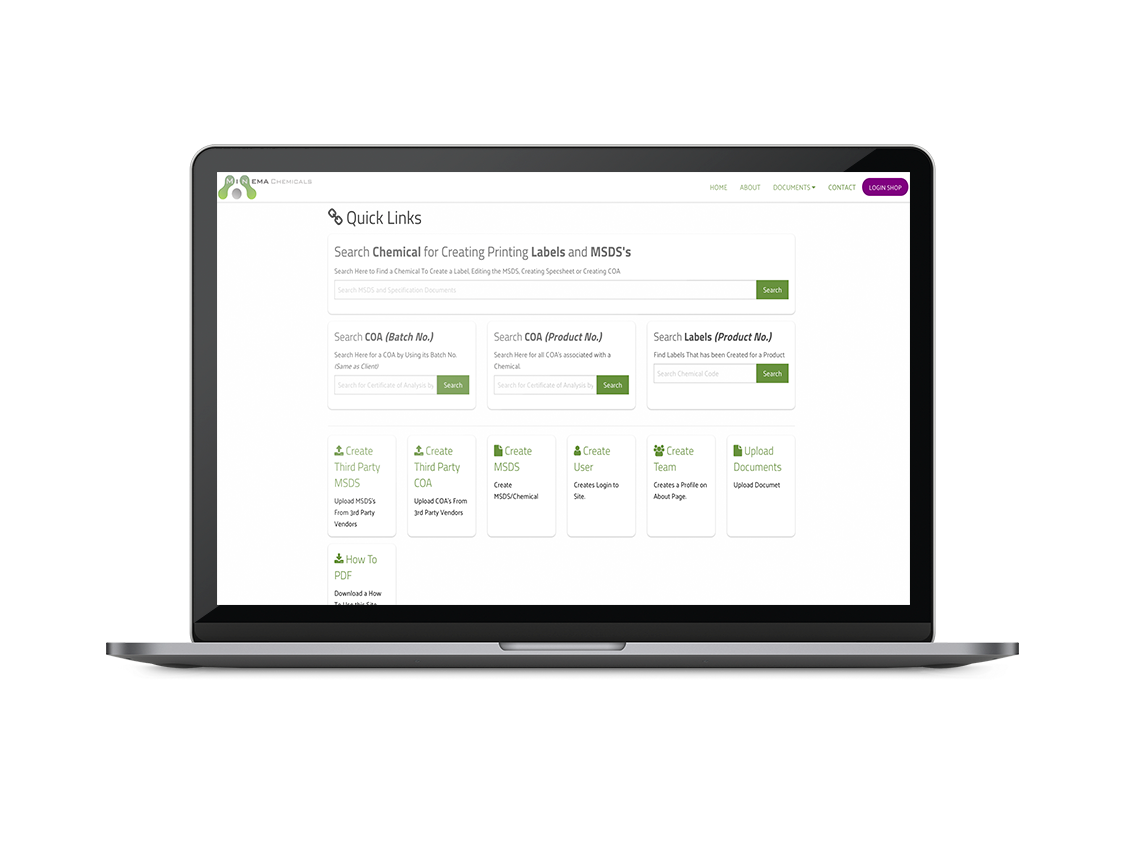 MINEMA CHEMICALS
HOME ABOUT DOCUMENTS CONTACT LOGIN SHOP
Quick Links
Search Chemical for Creating Printing Labels and MSDS's
Search Here to Find a Chemical To Create a Label, Editing the MSDS, Creating Specsheet or Creating COA
Search MSDS and Specification Documents Search
Search COA (Batch No.)
Search Here for a COA by Using its Batch No.
(Same as Client)
Search for Certificate of Analysis by Search
Search COA (Product No.)
Search Here for all COA's associated with a
Chemical.
Search for Certificate of Analysis by Search
Search Labels (Product No.)
Find Labels That has been Created for a Product
Search Chemical Code Search
Create
Third Party
MSDS
Upload MSDS's
From 3rd Party
Vendors
Create
Third Party
COA
Upload COA's From
3rd Party Vendors
Create
MSDS
Create
MSDS/Chemical
Create
User
Creates Login to
Site.
Create
Team
Creates a Profile on
About Page.
Upload
Documents
Upload Documet
How To
PDF
Download a How
To Use this Site